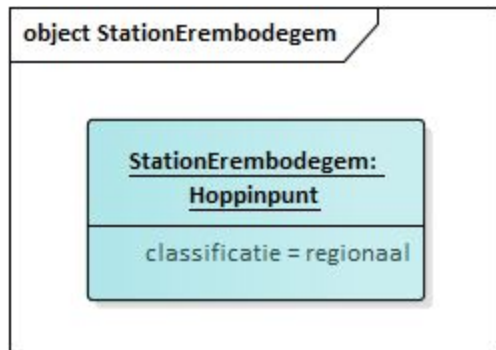 object StationErembodegem
StationErembodegem:
Hoppinpunt
classificatie = regionaal